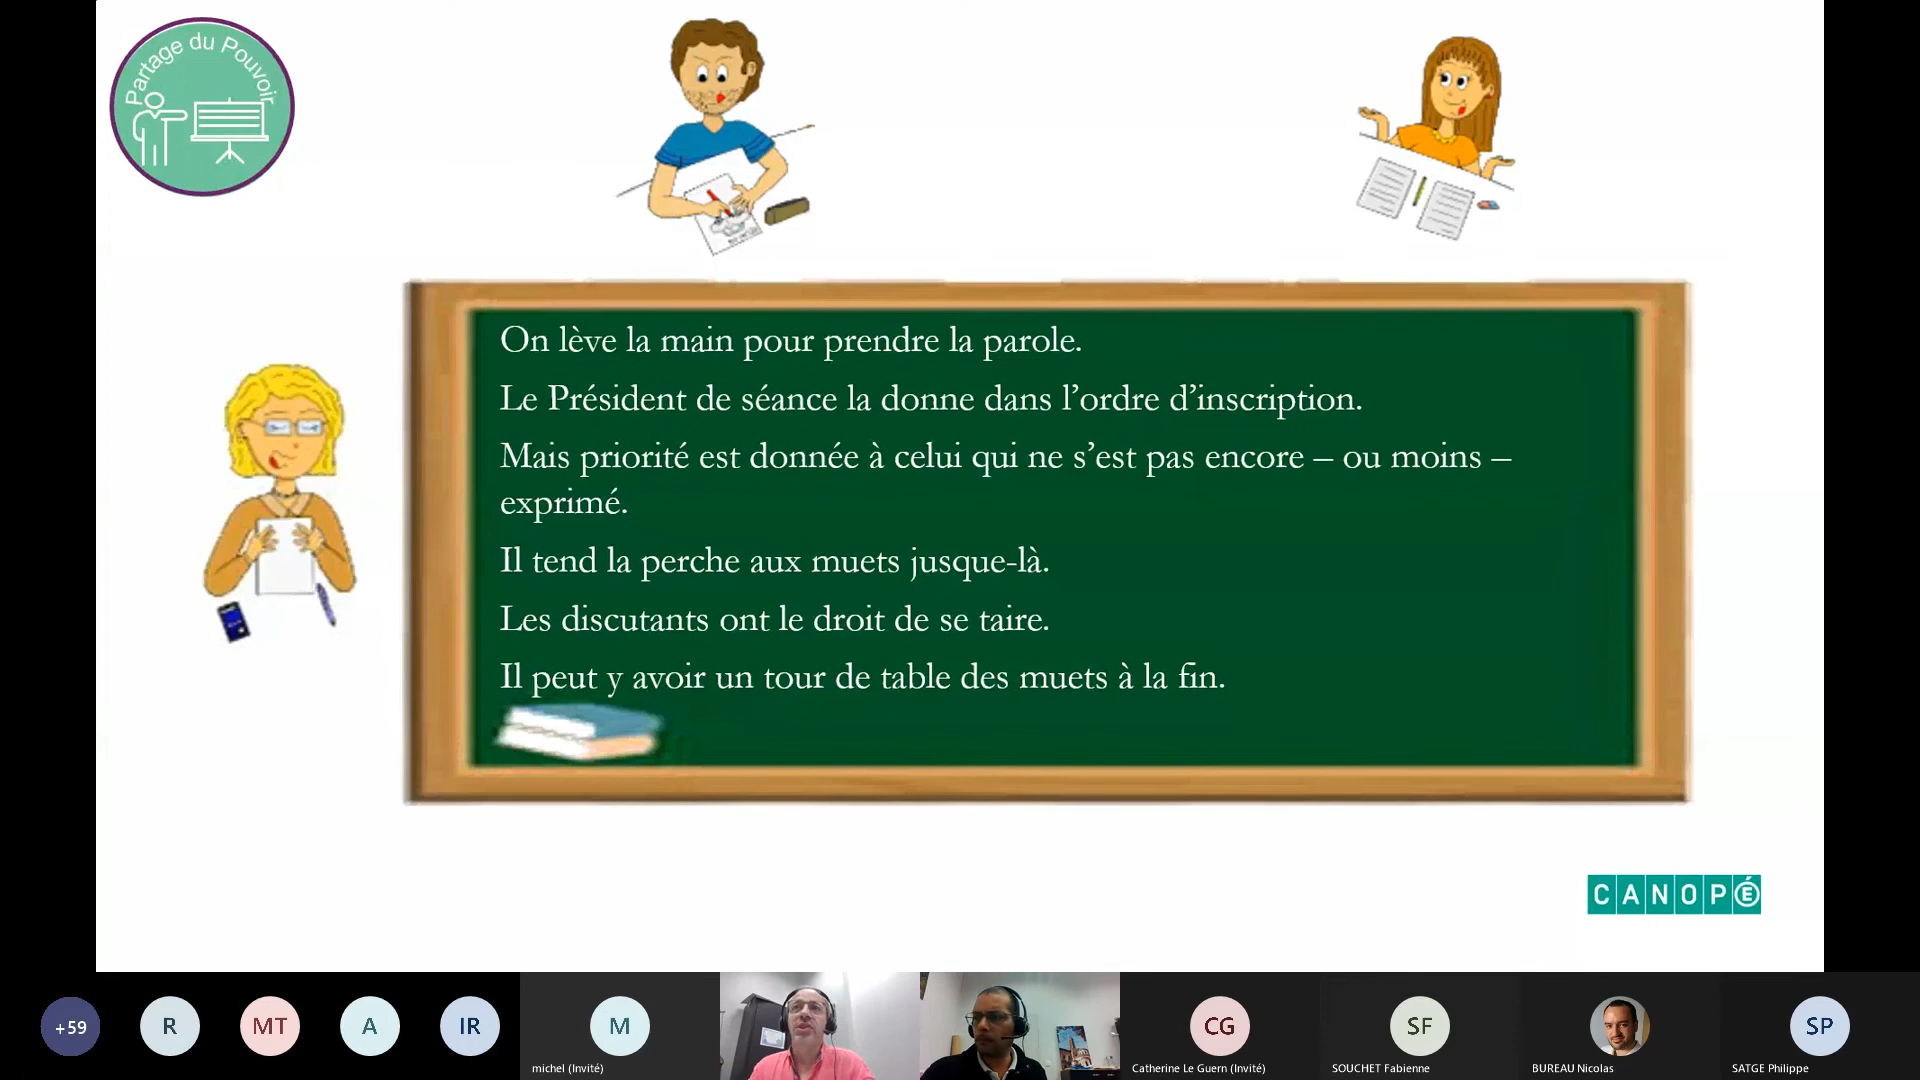 Partage du Pouvoir
On lève la main pour prendre la parole.
Le Président de séance la donne dans l’ordre d’inscription.
Mais priorité est donnée à celui qui ne s’est pas encore – ou moins –
exprimé.
Il tend la perche aux muets jusque-là.
Les discutants ont le droit de se taire.
Il peut y avoir un tour de table des muets à la fin.
CANOPÉ
+59
R
MT
A
IR
M
CG
SF
SP
michel (Invité)
Catherine Le Guern (Invité)
SOUCHET Fabienne
BUREAU Nicolas
SATGE Philippe